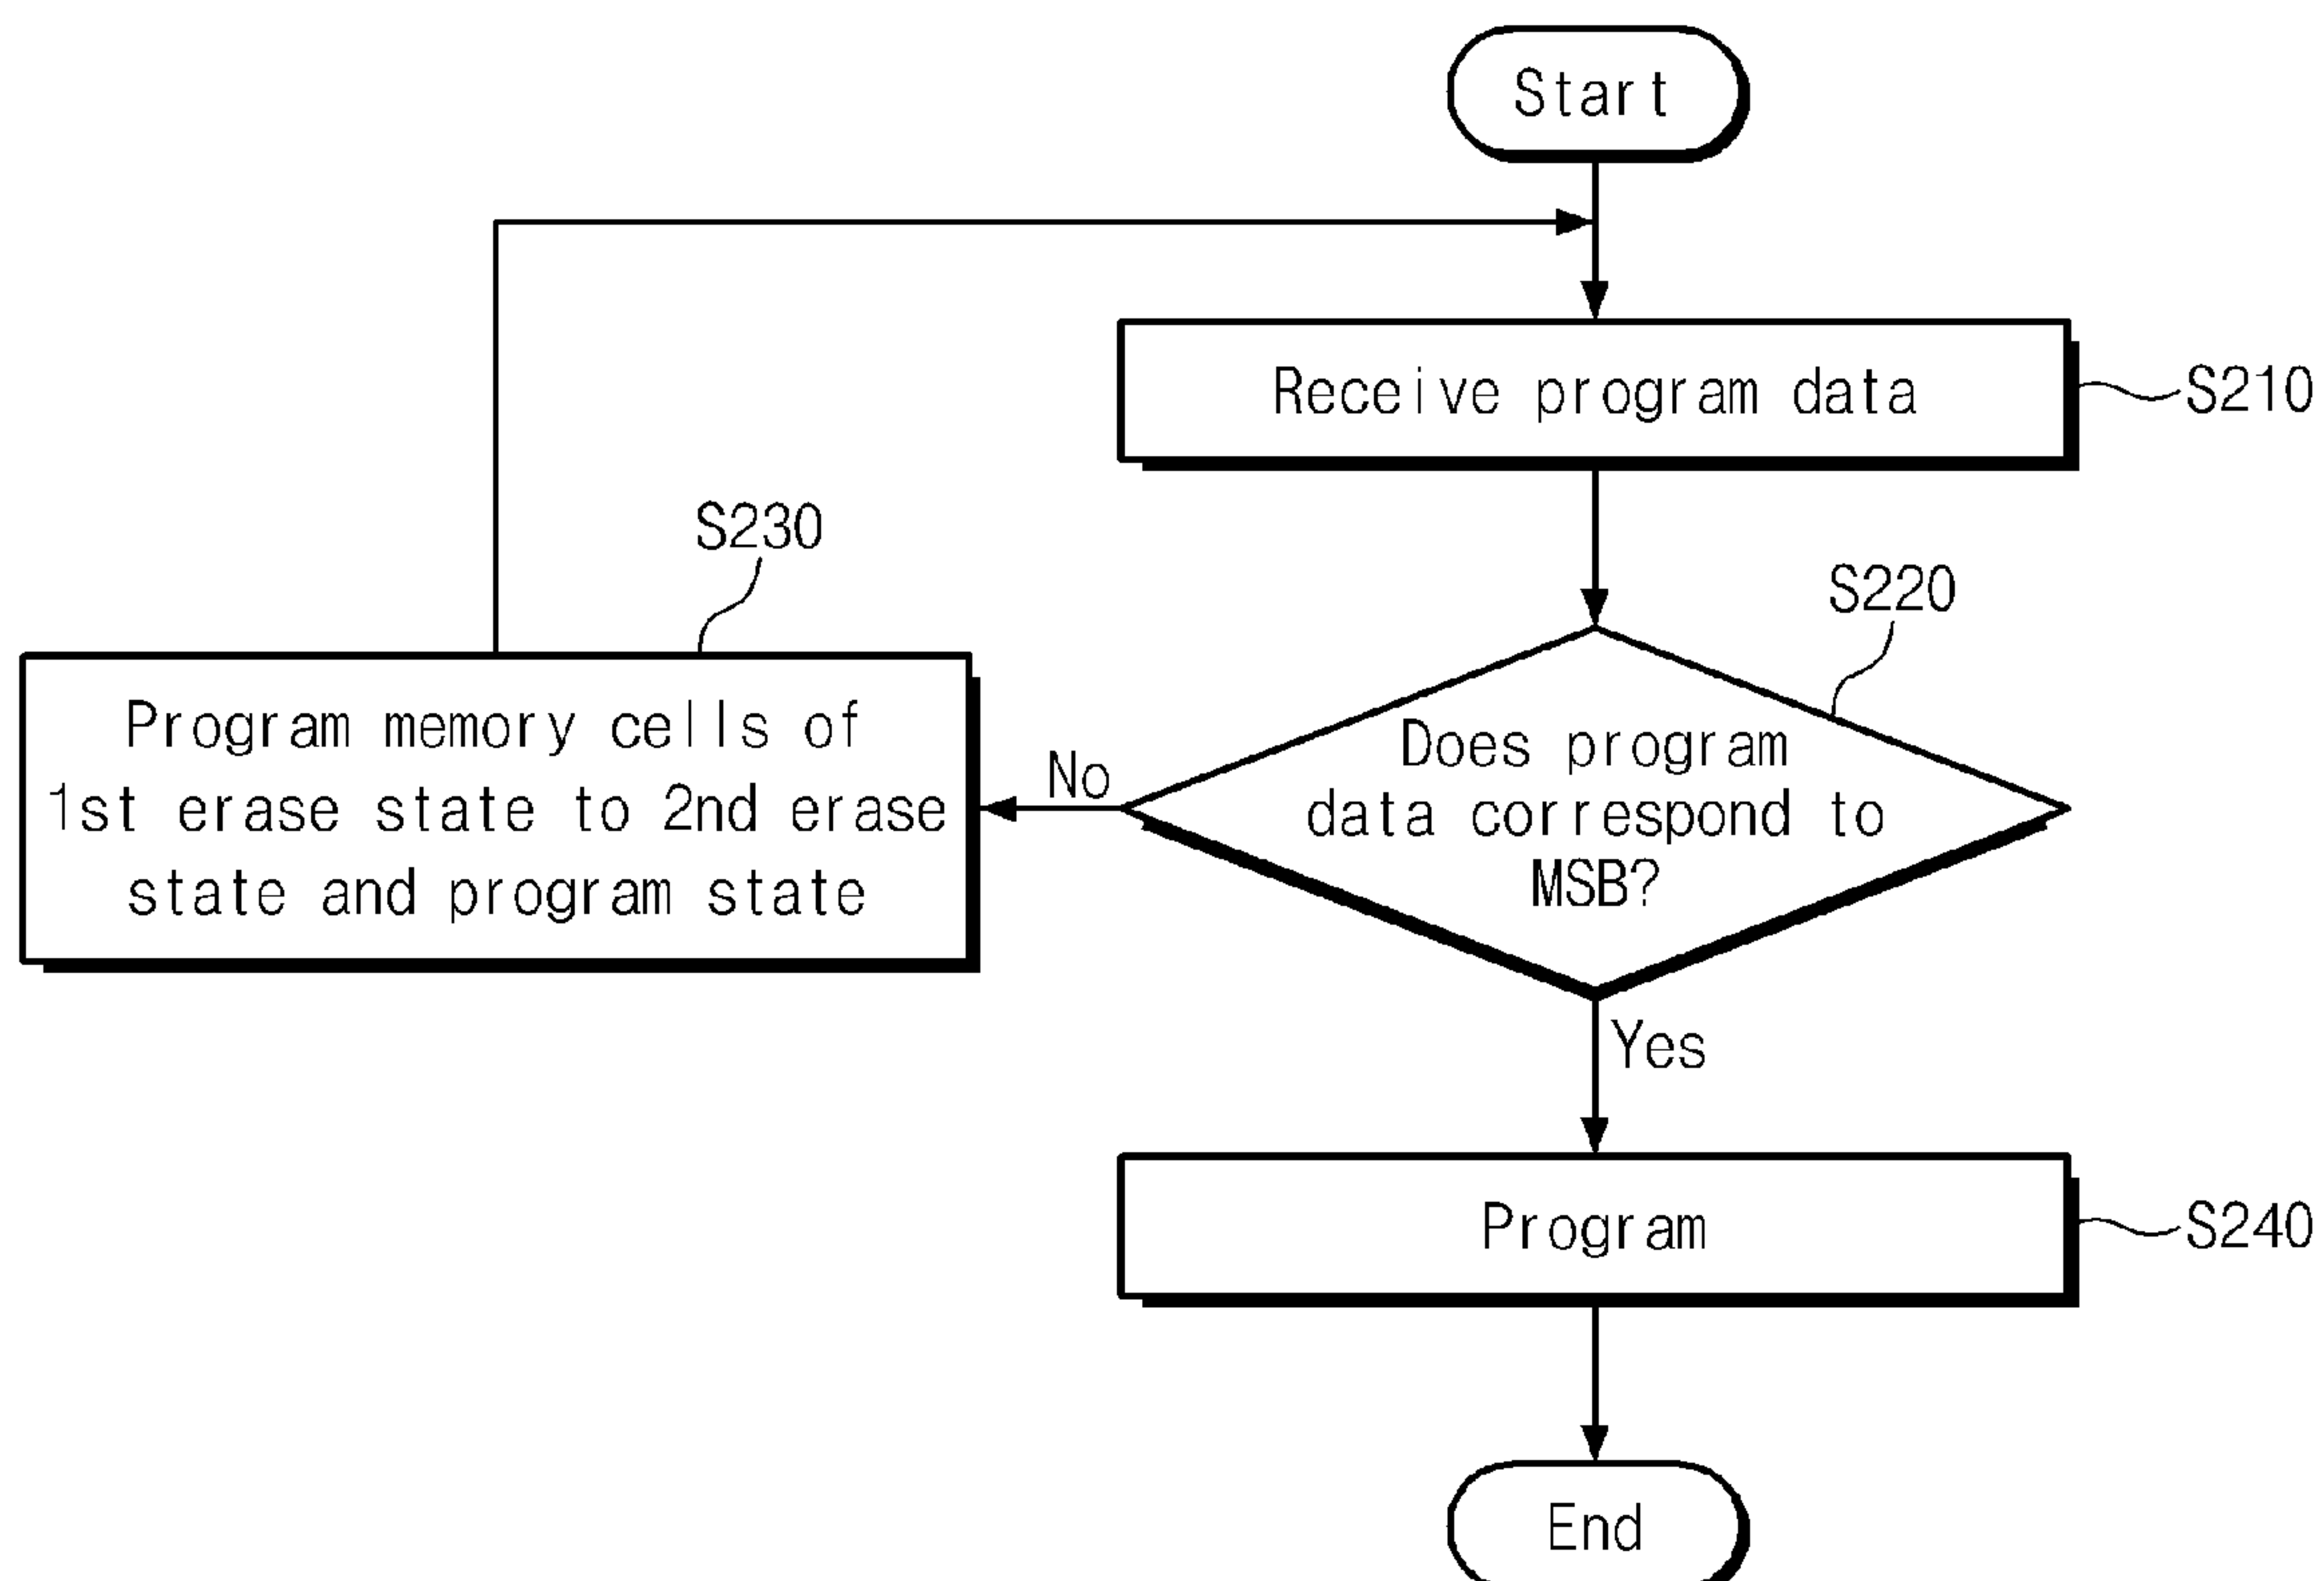 Start
Receive program data
S210
S220
Does program
data correspond to
MSB?
No
Yes
S230
Program memory cells of
1st erase state to 2nd erase
state and program state
Program
S240
End